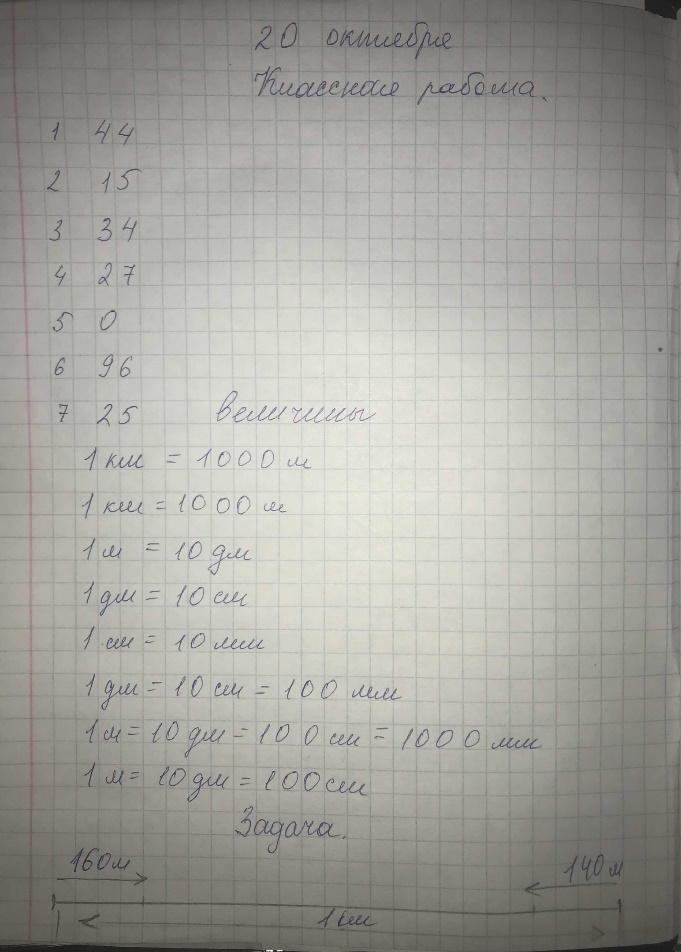 20 октября
Классная работа.
1 44
2 15
3 34
4 27
5 0
6 96
7 25 величины
1 км = 1000 м
1 км = 1000 м
1 м = 10 дм
1 дм = 10 см
1 см = 10 мм
1 дм = 10 см = 100 мм
1 м = 10 дм = 100 см = 1000 мм
1 м = 10 дм = 100 см
Задача.
160 м 140 м
1 км